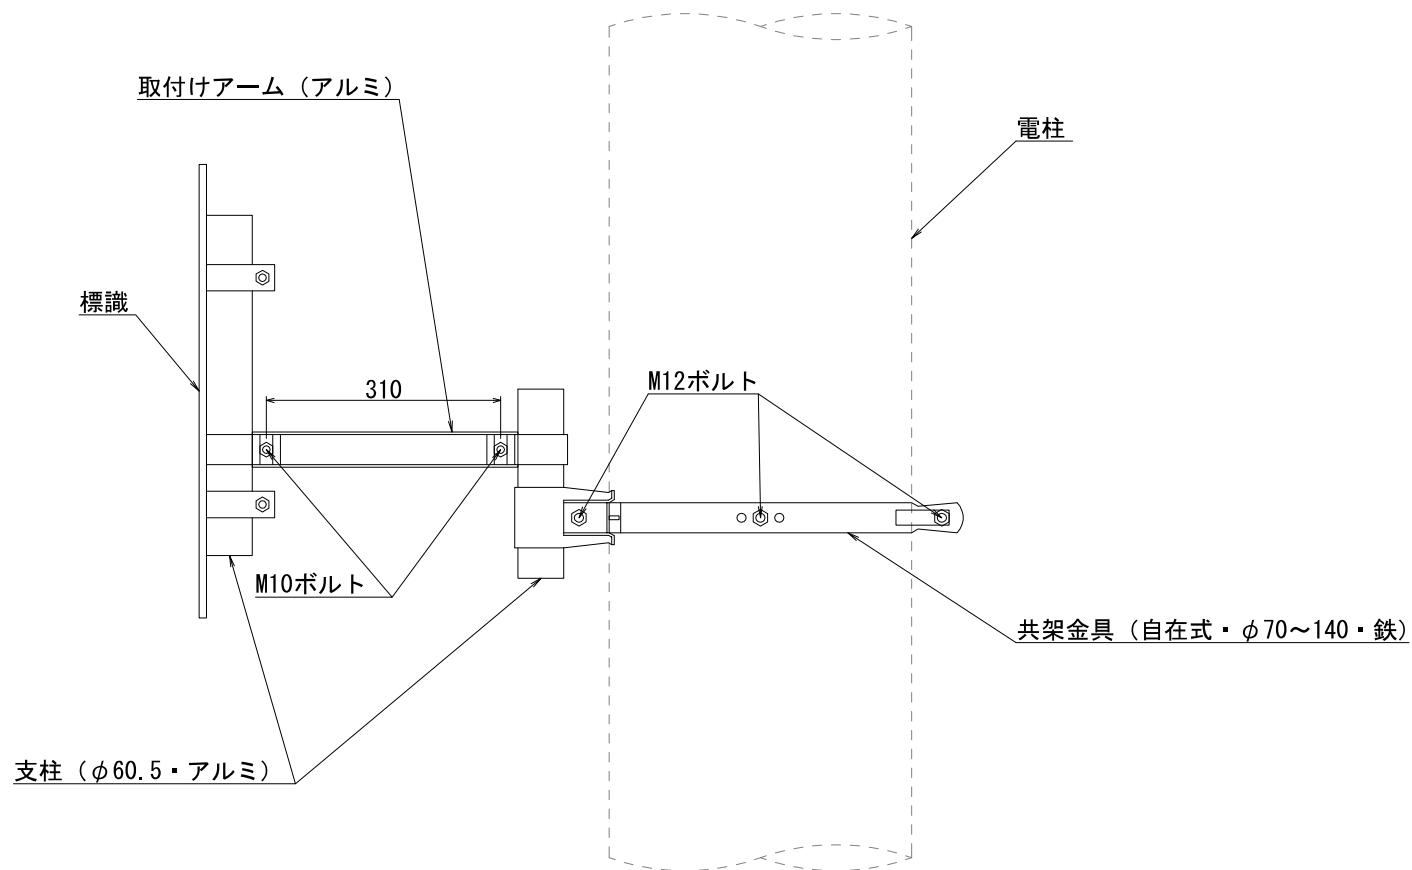 取付けアーム（アルミ）
電柱
標識
310
M12ボルト
M10ボルト
共架金具（自在式・φ70～140・鉄）
支柱（φ60.5・アルミ）